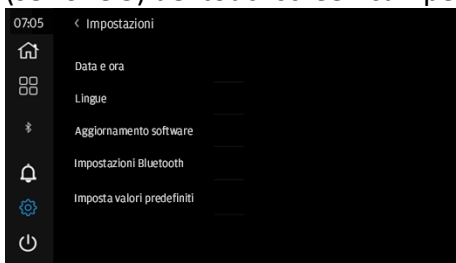 07:05
< Impostazioni
Data e ora
Lingue
Aggiornamento software
Impostazioni Bluetooth
Imposta valori predefiniti